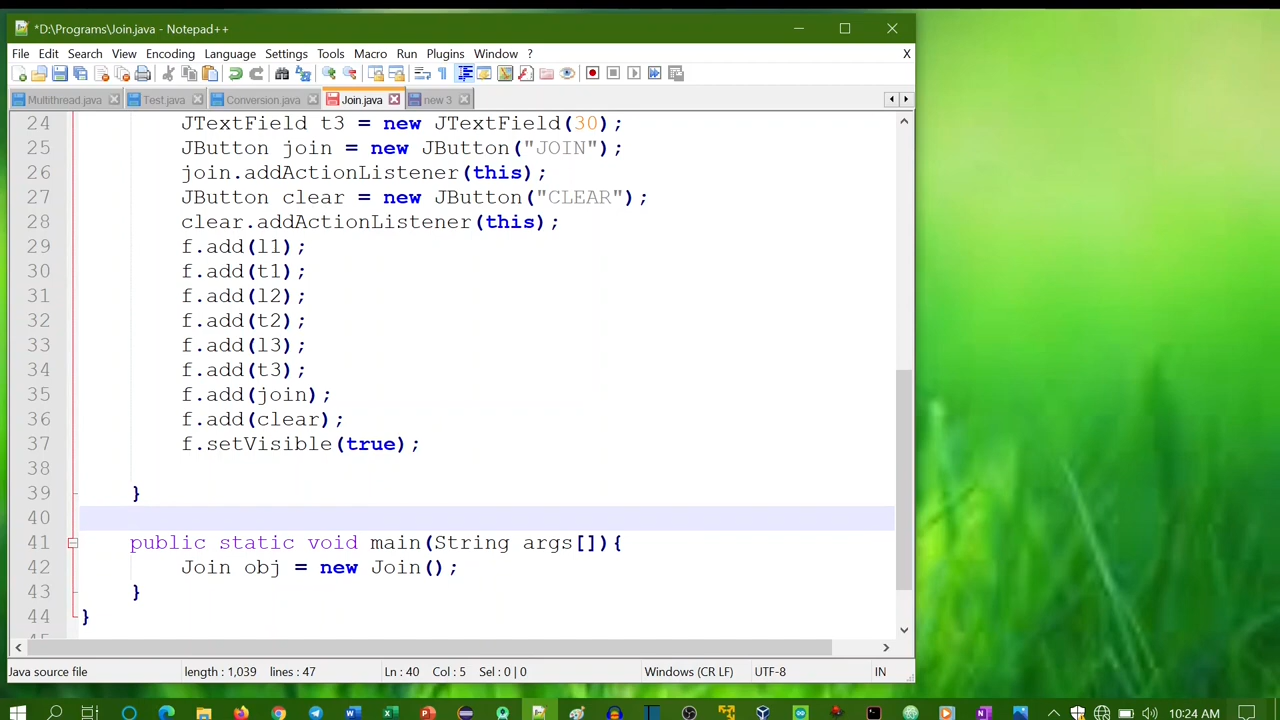 *D:\Programs\Join.java - Notepad++
File Edit Search View Encoding Language Settings Tools Macro Run Plugins Window ? X
Multithread.java Test.java Conversion.java Join.java new 3
24 JTextField t3 = new JTextField(30);
25 JButton join = new JButton("JOIN");
26 join.addActionListener(this);
27 JButton clear = new JButton("CLEAR");
28 clear.addActionListener(this);
29 f.add(l1);
30 f.add(t1);
31 f.add(l2);
32 f.add(t2);
33 f.add(l3);
34 f.add(t3);
35 f.add(join);
36 f.add(clear);
37 f.setVisible(true);
38
39 }
40
41 public static void main(String args[]){
42 Join obj = new Join();
43 }
44 }
Java source file length : 1,039 lines : 47 Ln : 40 Col : 5 Sel : 0 | 0 Windows (CR LF) UTF-8 IN
10:24 AM